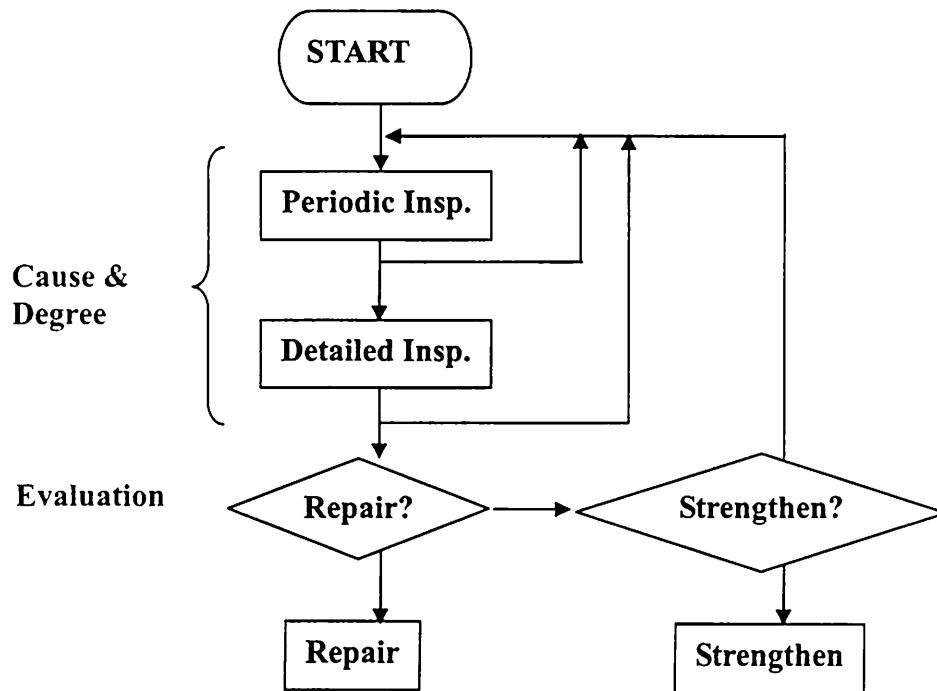 START
Periodic Insp.
Cause &
Degree
Detailed Insp.
Evaluation
Repair?
Strengthen?
Repair
Strengthen